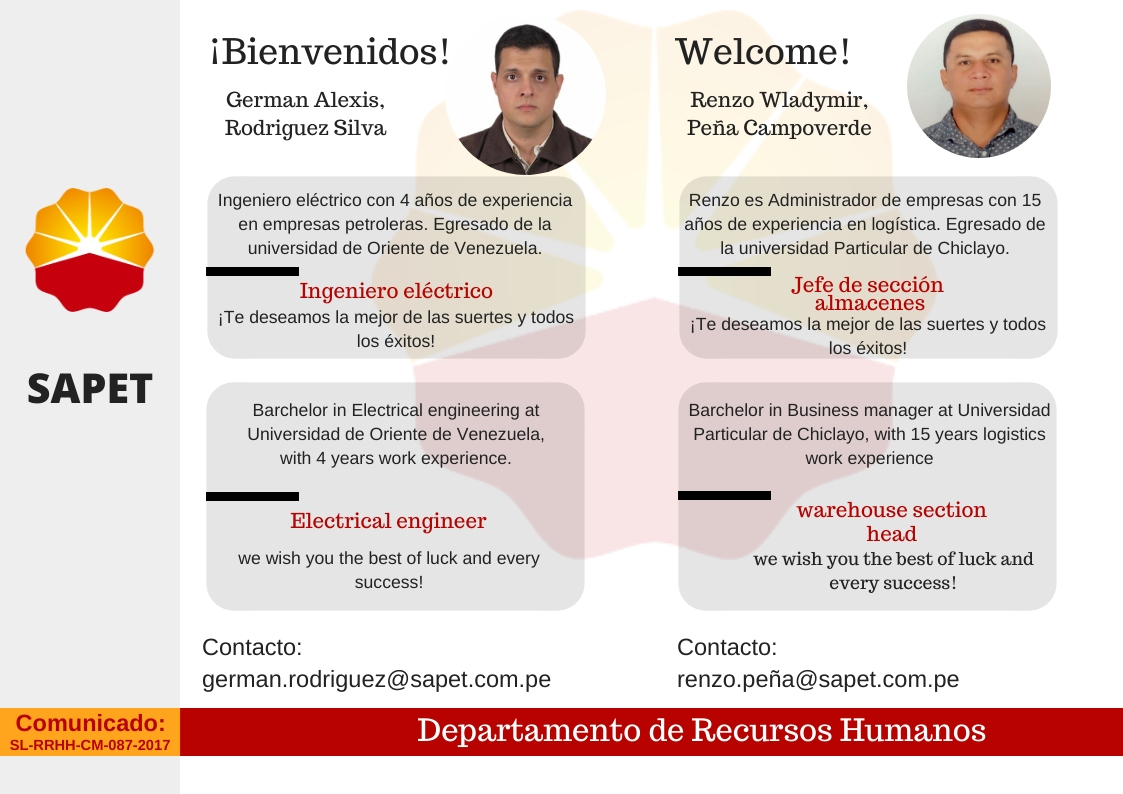 ¡Bienvenidos!
German Alexis,
Rodriguez Silva
Ingeniero eléctrico con 4 años de experiencia
en empresas petroleras. Egresado de la
universidad de Oriente de Venezuela.
Ingeniero eléctrico
¡Te deseamos la mejor de las suertes y todos
los éxitos!
Barchelor in Electrical engineering at
Universidad de Oriente de Venezuela,
with 4 years work experience.
Electrical engineer
we wish you the best of luck and every
success!
Contacto:
german.rodriguez@sapet.com.pe
Welcome!
Renzo Wladymir,
Peña Campoverde
Renzo es Administrador de empresas con 15
años de experiencia en logística. Egresado de
la universidad Particular de Chiclayo.
Jefe de sección
almacenes
¡Te deseamos la mejor de las suertes y todos
los éxitos!
Barchelor in Business manager at Universidad
Particular de Chiclayo, with 15 years logistics
work experience
warehouse section
head
we wish you the best of luck and
every success!
Contacto:
renzo.peña@sapet.com.pe
SAPET
Comunicado:
SL-RRHH-CM-087-2017
Departamento de Recursos Humanos